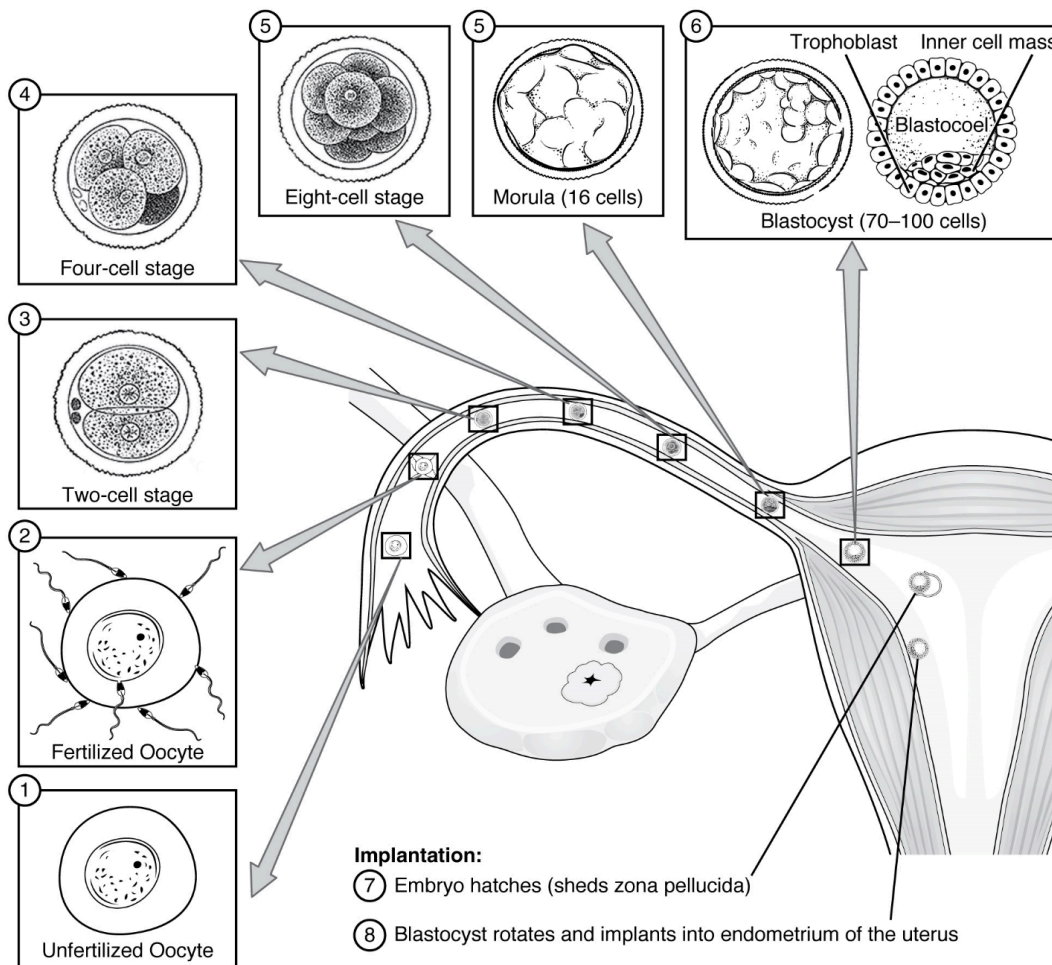 5
5
6
Trophoblast
Inner cell mass
Blastocoel
4
Eight-cell stage
Morula (16 cells)
Blastocyst (70–100 cells)
Four-cell stage
3
Two-cell stage
2
Fertilized Oocyte
1
Unfertilized Oocyte
Implantation:
7 Embryo hatches (sheds zona pellucida)
8 Blastocyst rotates and implants into endometrium of the uterus